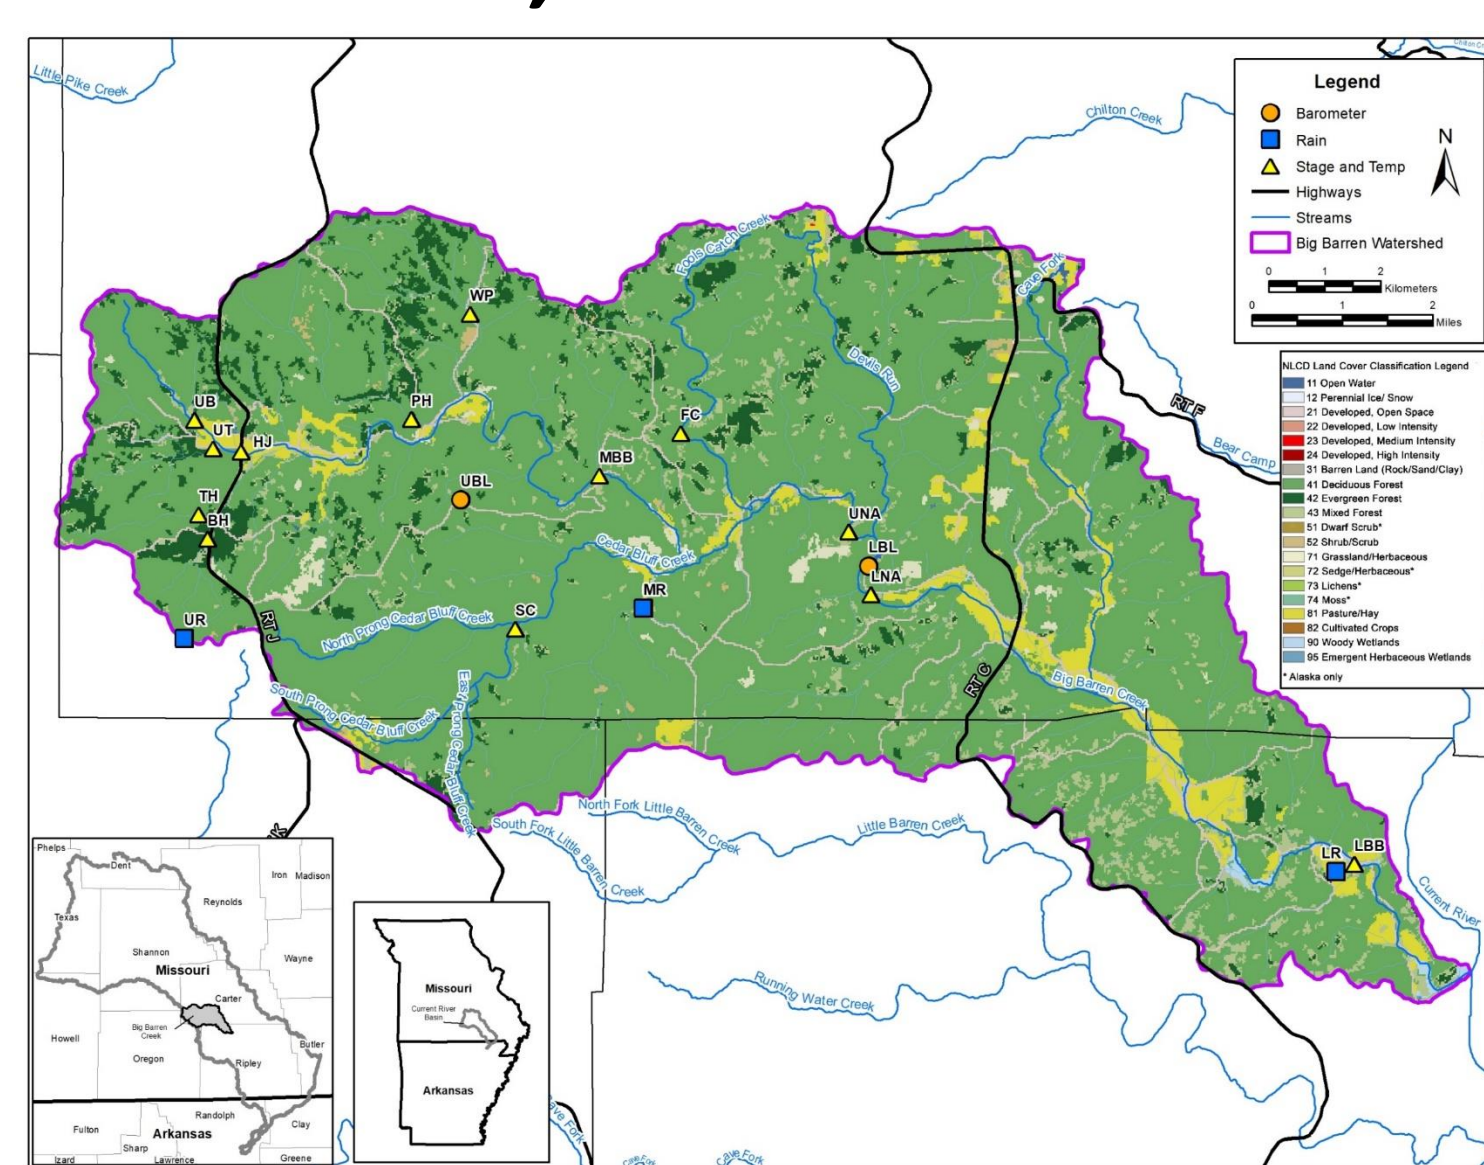 Little Pike Creek
Chilton Creek
Legend
Barometer
Rain
Stage and Temp
Highways
Streams
Big Barren Watershed
N
0 1 2
Kilometers
0 1 2
Miles
NLCD Land Cover Classification Legend
11 Open Water
12 Perennial Ice/ Snow
21 Developed, Open Space
22 Developed, Low Intensity
23 Developed, Medium Intensity
24 Developed, High Intensity
31 Barren Land (Rock/Sand/Clay)
41 Deciduous Forest
42 Evergreen Forest
43 Mixed Forest
51 Dwarf Scrub*
52 Shrub/Scrub
71 Grassland/Herbaceous
72 Sedge/Herbaceous*
73 Lichens*
74 Moss*
81 Pasture/Hay
82 Cultivated Crops
90 Woody Wetlands
95 Emergent Herbaceous Wetlands
* Alaska only
Fools Catch Creek
Cave Fork
WP
Devils Run
RT F
Bear Camp
UB
UT
HJ
PH
FC
MBB
UBL
TH
BH
UNA
LBL
LNA
Cedar Bluff Creek
MR
SC
UR
RT J
North Prong Cedar Bluff Creek
South Prong Cedar Bluff Creek
East Prong Cedar Bluff Creek
RT C
Big Barren Creek
North Fork Little Barren Creek
South Fork Little Barren Creek
Little Barren Creek
LR
LBB
Current River
Running Water Creek
Phelps
Dent
Iron
Madison
Texas
Reynolds
Shannon
Wayne
Missouri
Carter
Big Barren
Creek
Howell
Oregon
Ripley
Butler
Randolph
Fulton
Arkansas
Clay
Sharp
Izard
Lawrence
Greene
Missouri
Current River
Basin
Arkansas
Cave Fork
Cave Fork
Cave Fork